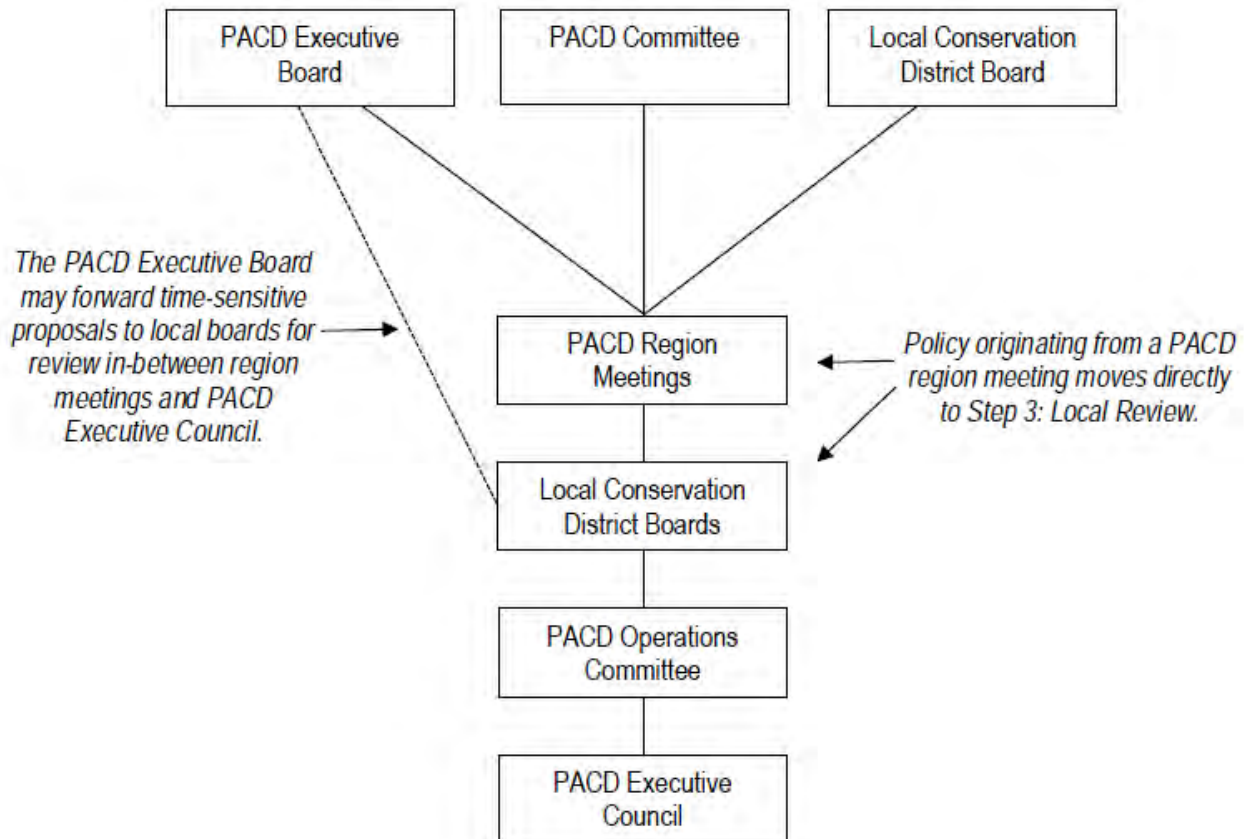 PACD Executive
Board
PACD Committee
Local Conservation
District Board
The PACD Executive Board
may forward time-sensitive
proposals to local boards for
review in-between region
meetings and PACD
Executive Council.
PACD Region
Meetings
Policy originating from a PACD
region meeting moves directly
to Step 3: Local Review.
Local Conservation
District Boards
PACD Operations
Committee
PACD Executive
Council